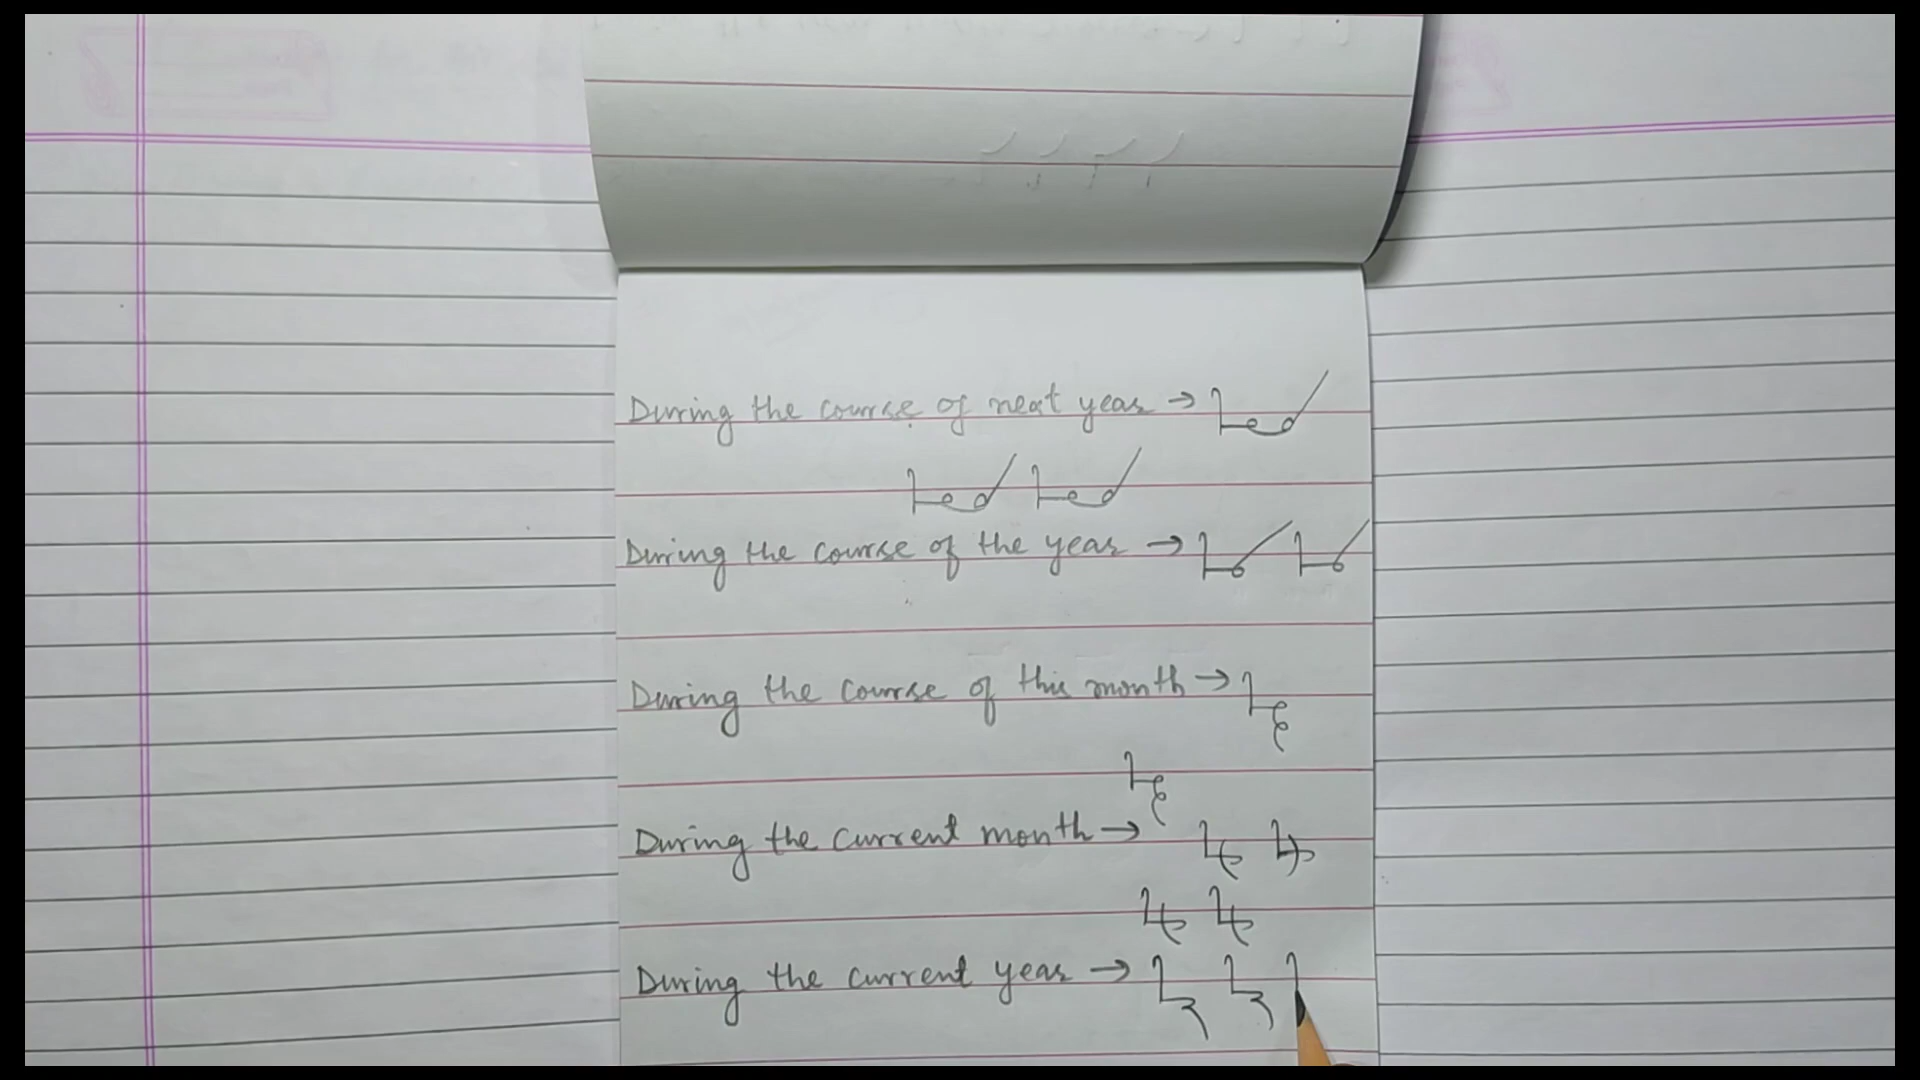 During the course of next year →
During the course of the year →
During the course of this month →
During the current month →
During the current year →